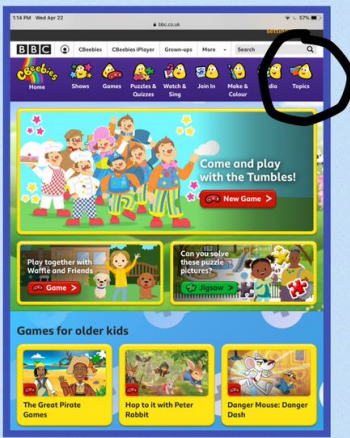 1:14 PM Wed Apr 22
57%
bbc.co.uk
BBC CBeebies CBeebies iPlayer Grown-ups More Search
CBeebies
Home Shows Games Puzzles & Quizzes Watch & Sing Join In Make & Colour Topics
Come and play
with the Tumbles!
New Game >
Play together with
Waffle and Friends
Game >
Can you solve
these puzzle
pictures?
Jigsaw >
Games for older kids
The Great Pirate
Games
Hop to it with Peter
Rabbit
Danger Mouse: Danger
Dash